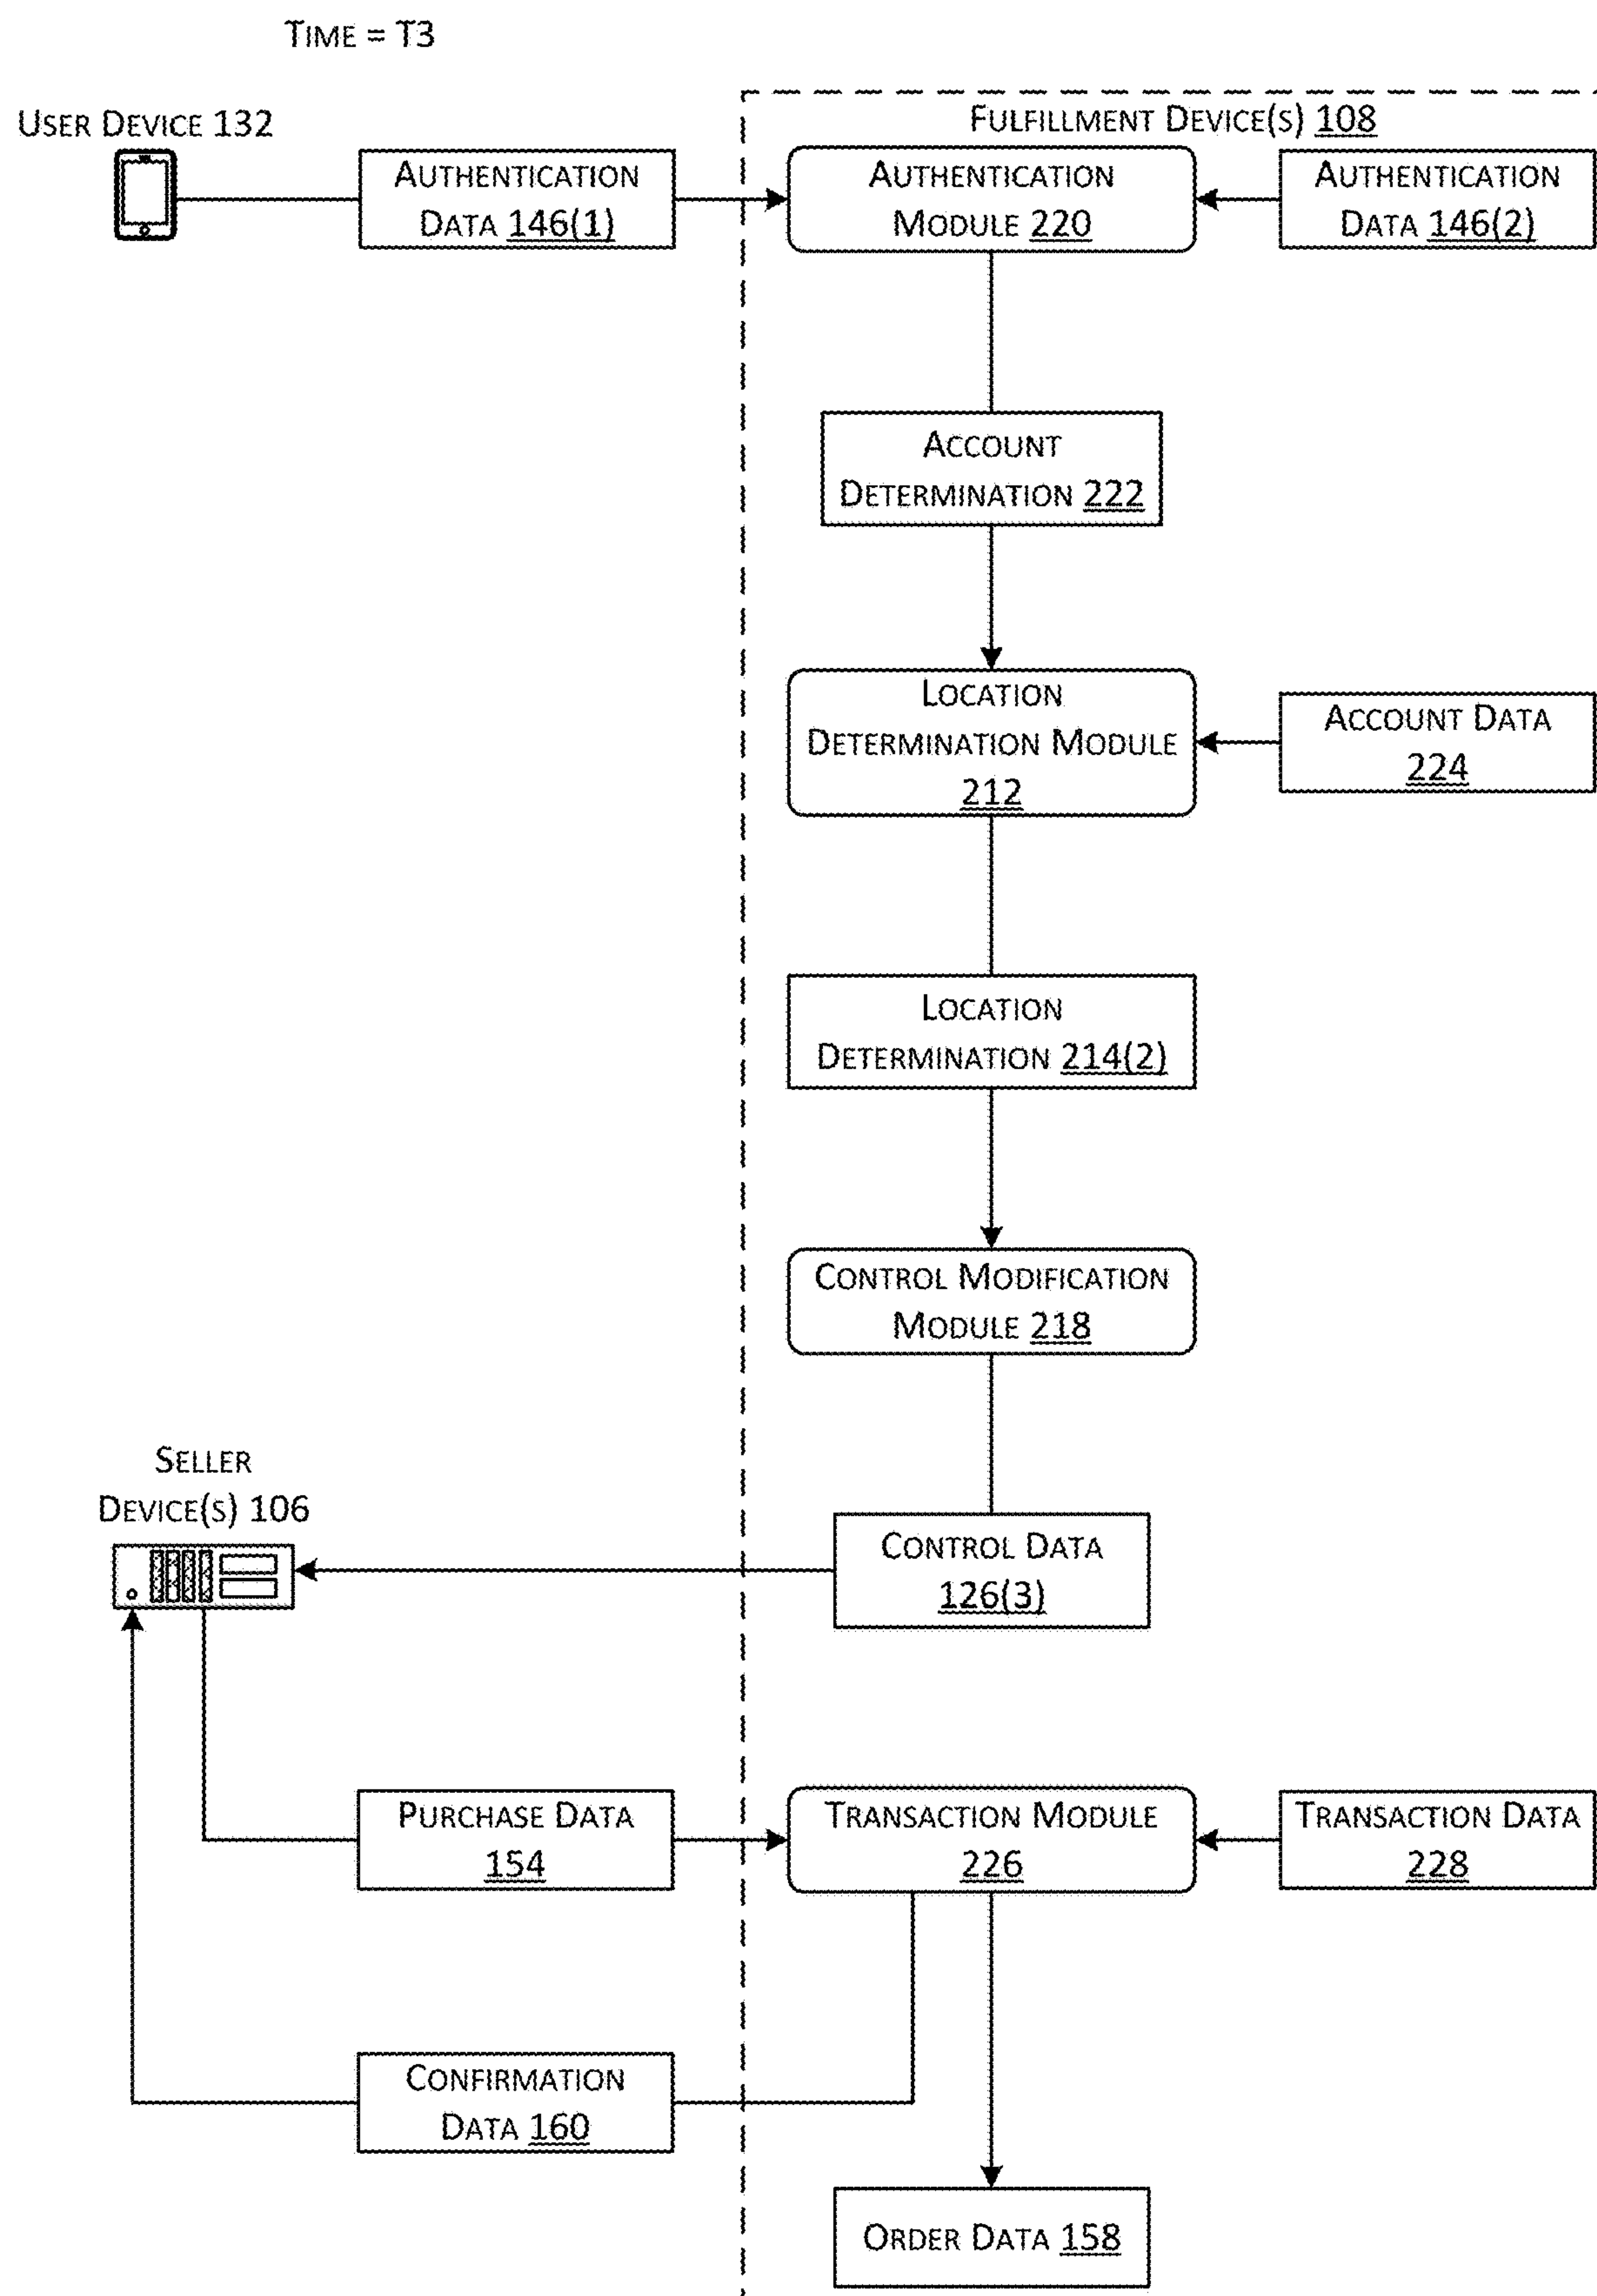 TIME = T3
FULFILLMENT DEVICE(S) 108
USER DEVICE 132
AUTHENTICATION
DATA 146(1)
AUTHENTICATION
MODULE 220
AUTHENTICATION
DATA 146(2)
ACCOUNT
DETERMINATION 222
LOCATION
DETERMINATION MODULE
212
ACCOUNT DATA
224
LOCATION
DETERMINATION 214(2)
CONTROL MODIFICATION
MODULE 218
SELLER
DEVICE(S) 106
CONTROL DATA
126(3)
PURCHASE DATA
154
TRANSACTION MODULE
226
TRANSACTION DATA
228
CONFIRMATION
DATA 160
ORDER DATA 158